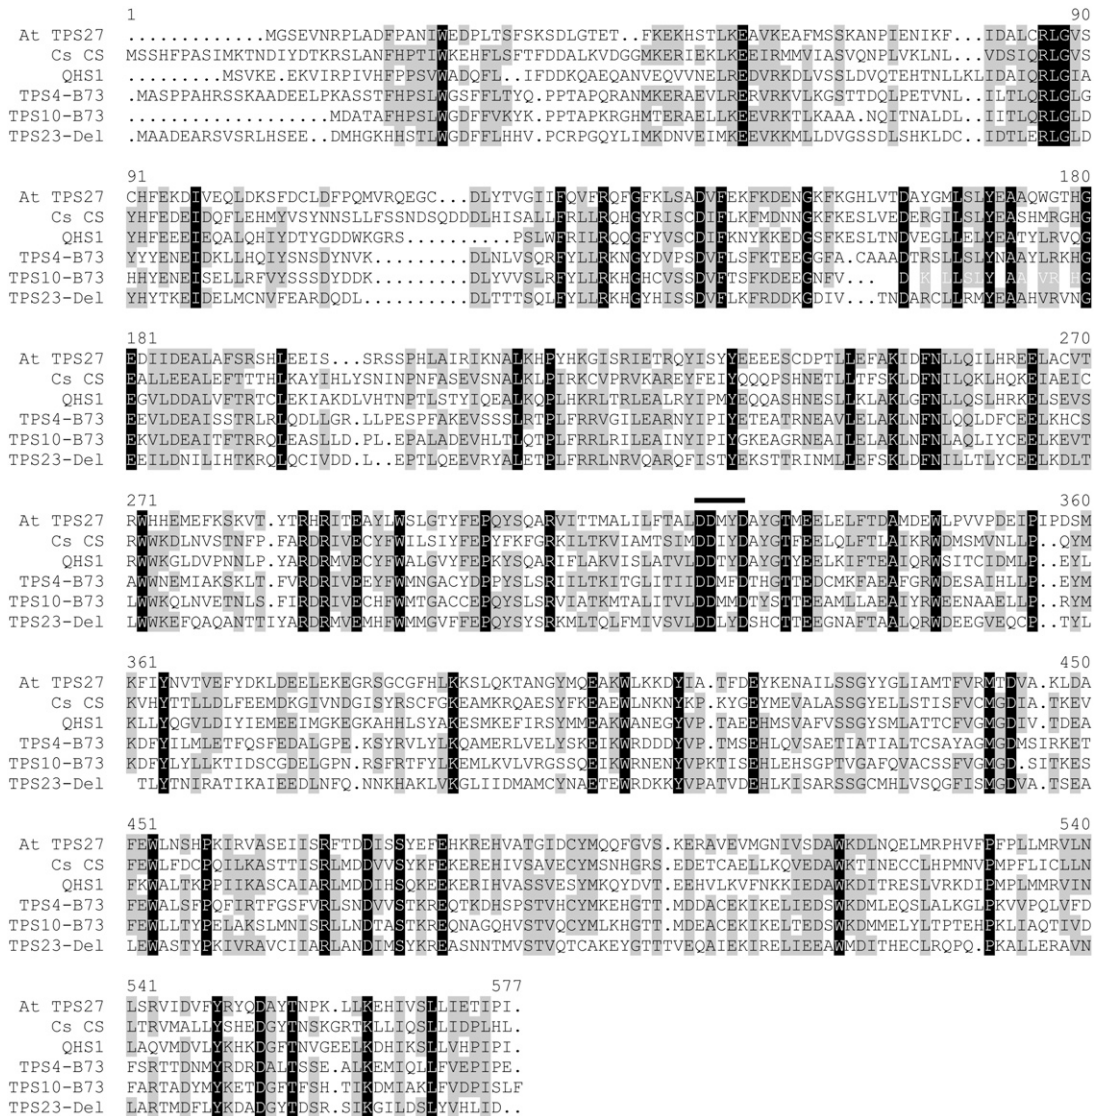 1 90
At TPS27 .............MGSEVNRPLADFPANIWEDPLTSFSKSDLGTET..FKEKHSTLKEAVKEAFMSSKANPIENIKF...IDALCRLGVS
Cs CS MSSHFPASIMKTNDIYDTKRSLANFHPTIWKEHFLSFTFDDALKVDGGMKERIEKLKEEIRMMVIASVQNPLVKLNL...IDSIQRLGVS
QHS1 .........MSVKE.EKVIRPIVHFPPSVWADQFL.IFDDKQAEQANVEQVVNELREDVRKDLVSSLDVQTEHTNLLKLIDAIQRLGVA
TPS4-B73 .MASPPAHRSSKAADEELPKASSTFHPSLWGSFFLTYQ.PPTAPQRANMKERAEVLRERVRKVLKGSTTDQLPETVNL..ILTLQRLGLG
TPS10-B73 ...................MDATAFHPSLWGDFFVKYK.PPTAPKRGHMTERAELLKEEVRKTLKAAA.NQITNALDL..IITLQRLGLD
TPS23-Del .MAADEARSVSRLHSEE..DMHGKHHSTLWGDFFLHHV.PCRPGQYLIMKDNVEIMKEEVKKMLLDVGSSDLSHKLDC..IDTLERLGLD
91 180
At TPS27 CHFEKDIVEQLDKSFDCLDFPQMVRQEGC...DLYTVGIIFQVFRQFGFKLSADVFEKFKDENGKFKGHLVTDAYGMLSLYEAAQWGTHG
Cs CS YHFEDEIDQFLEHMYVSYNNSLLFSSNDSQDDDLHISALLFRLLRQHGYRISCDIFLKFMDNNGKFKESLVEDERGILSLYEASHMRGHG
QHS1 YHFEEEIEQALQHIYDTYGDDWKGRS..........PSLWFRILRQQGFYVSCDIFKNYKKEDGSFKESLTNDVEGLLELYEATYLRVQG
TPS4-B73 YYYENEIDKLLHQIYSNSDYNVK.........DLNLVSQRFYLLRKNGYDVPSDVFLSFKTEEGGFA.CAAADTRSLLSLYNAAYLRKHG
TPS10-B73 HHYENEISELLRFVYSSSSDYDDK........DLYVVSLRFYLLRKHGHCVSSDVFTSFKDEEGNFV... D KLLSLYAAVRHG
TPS23-Del YHYTKEIDELMCNVFEARDQDL..........DLTTTSQLFYLLRKHGYHISSDVFLKFRDDKGDIV...TNDARCLLRMYEAAHVRVNG
181 270
At TPS27 EDIIDEALAFSRSHLEEIS...SRSSPHLAIRIKNALKHPYHKGISRIETRQYISYYEEEESCDPTLLEFAKIDFNLLQILHREELACVT
Cs CS EALLEEALEFTTTHLKAYIHLYSNINPNFASEVSNALKLPIRKCVPRVKAREYFEIYQQQPSHNETLLTFSKLDFNILQKLHQKEIAEIC
QHS1 EGVLDDALVFTRTCLEKIAKDLVHTNPTLSTYIQEALKQPLHKRLTRLEALRYIPMYEQQASHNESLLKLAKLGFNLLQSLHRKELSEVS
TPS4-B73 EEVLDEAISSTRLRLQDLLGR.LLPESPFAKEVSSSLRTPLFRRVGILEARNYIPIYETEATRNEAVLELAKLNFNLQQLDFCEELKHCS
TPS10-B73 EKVLDEAITFTRRQLEASLLD.PL.EPALADEVHLTLQTPLFRRLRILEAINYIPIYGKEAGRNEAILELAKLNFNLAQLIYCEELKEVT
TPS23-Del EEILDNILIHTKRQLQCIVDD.L..EPTLQEEVRYALETPLFRRLNRVQARQFISTYEKSTTRINMLLEFSKLDFNILLTLYCEELKDLT
271 360
At TPS27 RWHHEMEFKSKVT.YTRHRITEAYLWSLGTYFEPQYSQARVITTMALILFTALDDMYDAYGTMEELELFTDAMDEWLPVVPDEIPIPDSM
Cs CS RWWKDLNVSTNFP.FARDRIVECYFWILSIYFEPYFKFGRKILTKVIAMTSIMDDIYDAYGTFEELQLFTLAIKRWDMSMVNLLP..QYM
QHS1 RWWKGLDVPNNLP.YARDRMVECYFWALGVYFEPKYSQARIFLAKVISLATVLDDTYDAYGTYEELKIFTEAIQRWSITCIDMLP..EYL
TPS4-B73 AWWNEMIAKSKLT.FVRDRIVEEYFWMNGACYDPPYSLSRIILTKITGLITIIDDMFDTHGTTEDCMKFAEAFGRWDESAIHLLP..EYM
TPS10-B73 LWWKQLNVETNLS.FIRDRIVECHFWMTGACCEPQYSLSRVIATKMTALITVLDDMMDTYSTTEEAMLLAEAIYRWEENAAELLP..RYM
TPS23-Del LWWKEFQAQANTTIYARDRMVEMHFWMMGVFFEPQYSYSRKMLTQLFMIVSVLDDLYDSHCTTEEGNAFTAALQRWDEEGVEQCP..TYL
361 450
At TPS27 KFIYNVTVEFYDKLDEELEKEGRSGCGFHLKKSLQKTANGYMQEAKWLKKDYIA.TFDEYKENAILSSGYYGLIAMTFVRMTDVA.KLDA
Cs CS KVHYTTLLDLFEEMDKGIVNDGISYRSCFGKEAMKRQAESYFKEAEWLNKNYKP.KYGEYMEVALASSGYELLSTISFVCMGDIA.TKEV
QHS1 KLLYQGVLDIYIEMEEIMGKEGKAHHLSYAKESMKEFIRSYMMEAKWANEGYVP.TAEEHMSVAFVSSGYSMLATTCFVGMGDIV.TDEA
TPS4-B73 KDFYILMLETFQSFEDALGPE.KSYRVLYLKQAMERLVELYSKEIKWRDDDYVP.TMSEHLQVSAETIATIALTCSAYAGMGDMSIRKET
TPS10-B73 KDFYLYLLKTIDSCGDELGPN.RSFRTFYLKEMLKVLVRGSSQEIKWRNENYVPKTISEHLEHSGPTVGAFQVACSSFVGMGD.SITKES
TPS23-Del TLYTNIRATIKAIEEDLNFQ.NNKHAKLVKGLIIDMAMCYNAETEWRDKKYVPATVDEHLKISARSSGCMHLVSQGFISMGDVA.TSEA
451 540
At TPS27 FEWLNSHPKIRVASEIISRFTDDISSYEFEHKREHVATGIDCYMQQFGVS.KERAVEVMGNIVSDAWKDLNQELMRPHVFPFPLLMRVLN
Cs CS FEWLFDCPQILKASTTISRLMDDVVSYKFEKEREHIVSAVECYMSNHGRS.EDETCAELLKQVEDAWKTINECCLHPMNVPMPFLICLLN
QHS1 FKWALTKPPIIKASCAIARLMDDIHSQKEEKERIHVASSVESYMKQYDVT.EEHVLKVFNKKIEDAWKDITRESLVRKDIPMPLMMRVIN
TPS4-B73 FEWALSFPQFIRTFGSFVRLSNDVVSTKREQTKDHSPSTVHCYMKEHGTT.MDDACEKIKELIEDSWKDMLEQSLALKGLPKVVPQLVFD
TPS10-B73 FEWLLTYPELAKSLMNISRLLNDTASTKREQNAGQHVSTVQCYMLKHGTT.MDEACEKIKELTEDSWKDMMELYLTPTEHPKLIAQTIVD
TPS23-Del LEWASTYPKIVRAVCIIARLANDIMSYKREASNNTMVSTVQTCAKEYGTTTVEQAIEKIRELIEEAWMDITHECLRQPQ.PKALLERAVN
541 577
At TPS27 LSRVIDVFYRYQDAYTNPK.LLKEHIVSLLIETIPI.
Cs CS LTRVMALLYSHEDGYTNSKGRTKLLIQSLLIDPLHL.
QHS1 LAQVMDVLYKHKDGFTNVGEELKDHIKSLLVHPIPI.
TPS4-B73 FSRTTDNMYRDRDALTSSE.ALKEMIQLLFVEPIPE.
TPS10-B73 FARTADYMYKETDGFTFSH.TIKDMIAKLFVDPISLF
TPS23-Del LARTMDFLYKDADGYTDSR.SIKGILDSLYVHLID..